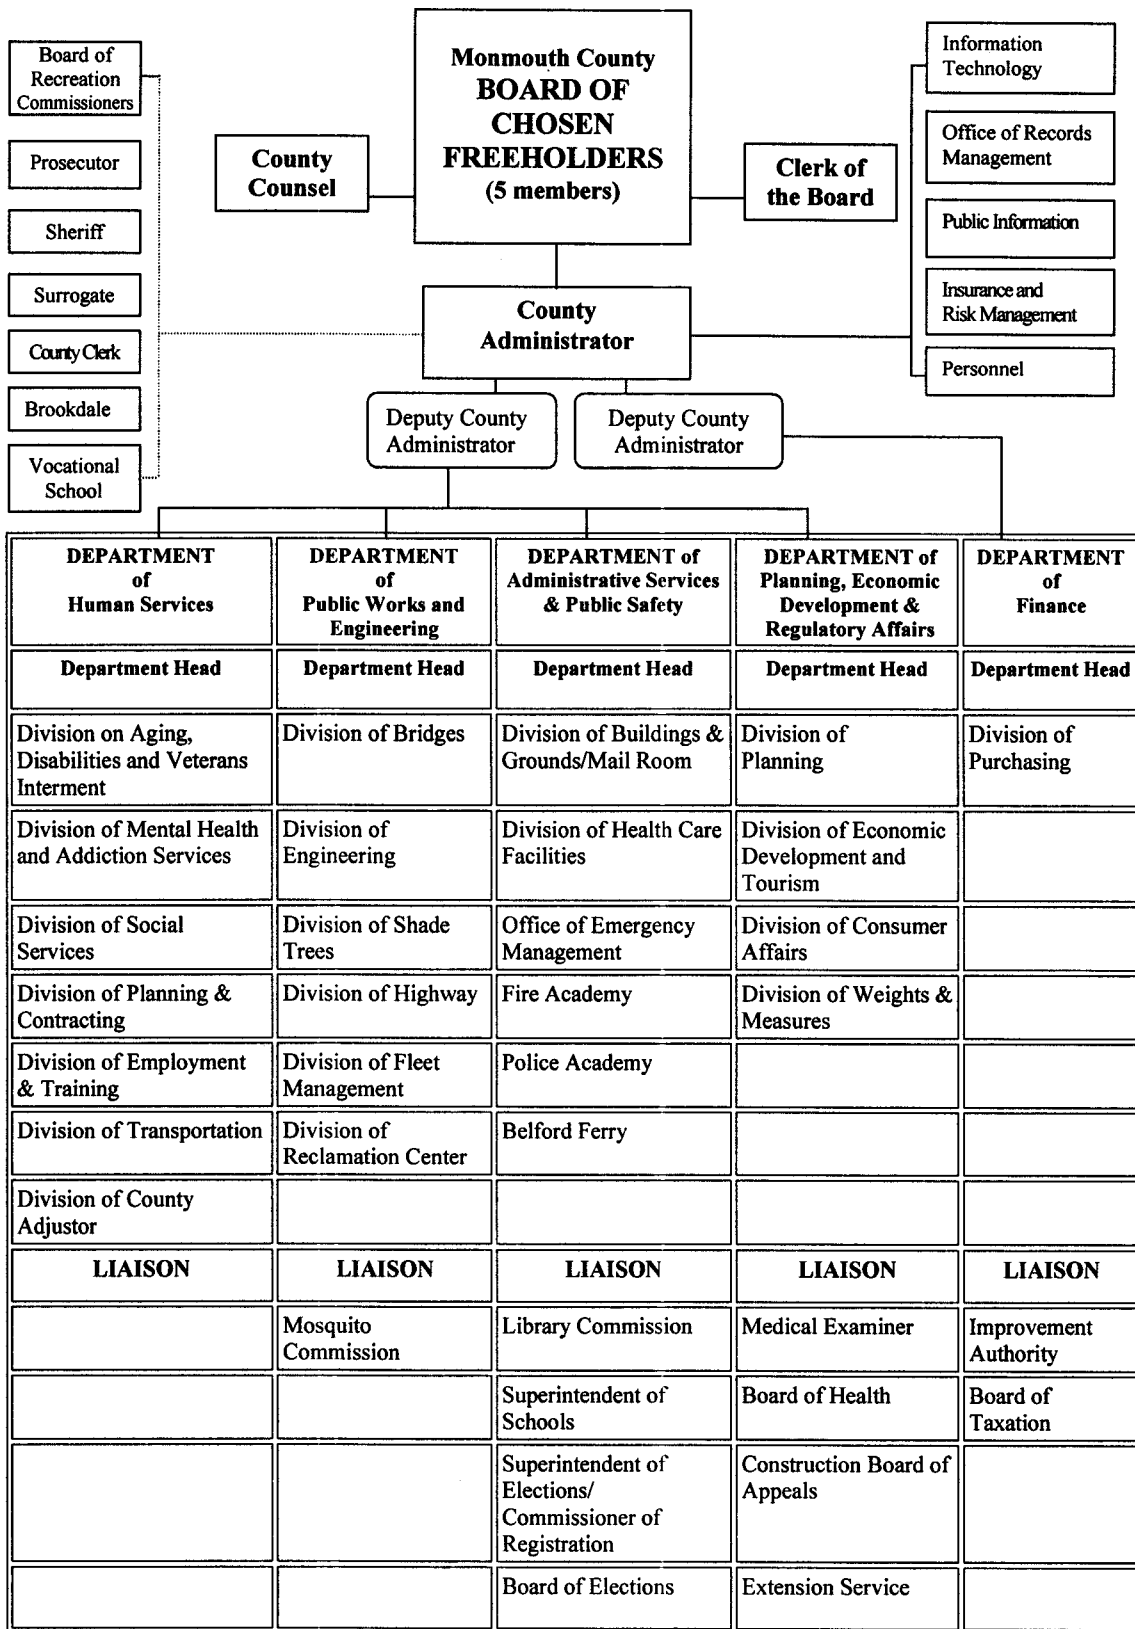 Monmouth County
BOARD OF
CHOSEN
FREEHOLDERS
(5 members)
County
Counsel
Clerk of
the Board
County
Administrator
Deputy County
Administrator
Deputy County
Administrator
Board of
Recreation
Commissioners
Prosecutor
Sheriff
Surrogate
County Clerk
Brookdale
Vocational
School
Information
Technology
Office of Records
Management
Public Information
Insurance and
Risk Management
Personnel
DEPARTMENT
of
Human Services
DEPARTMENT
of
Public Works and
Engineering
DEPARTMENT of
Administrative Services
& Public Safety
DEPARTMENT of
Planning, Economic
Development &
Regulatory Affairs
DEPARTMENT
of
Finance
Department Head
Department Head
Department Head
Department Head
Department Head
Division on Aging,
Disabilities and Veterans
Interment
Division of Bridges
Division of Buildings &
Grounds/Mail Room
Division of
Planning
Division of
Purchasing
Division of Mental Health
and Addiction Services
Division of
Engineering
Division of Health Care
Facilities
Division of Economic
Development and
Tourism
Division of Social
Services
Division of Shade
Trees
Office of Emergency
Management
Division of Consumer
Affairs
Division of Planning &
Contracting
Division of Highway
Fire Academy
Division of Weights &
Measures
Division of Employment
& Training
Division of Fleet
Management
Police Academy
Division of Transportation
Division of
Reclamation Center
Belford Ferry
Division of County
Adjustor
LIAISON
LIAISON
LIAISON
LIAISON
LIAISON
Mosquito
Commission
Library Commission
Medical Examiner
Improvement
Authority
Superintendent of
Schools
Board of Health
Board of
Taxation
Superintendent of
Elections/
Commissioner of
Registration
Construction Board of
Appeals
Board of Elections
Extension Service